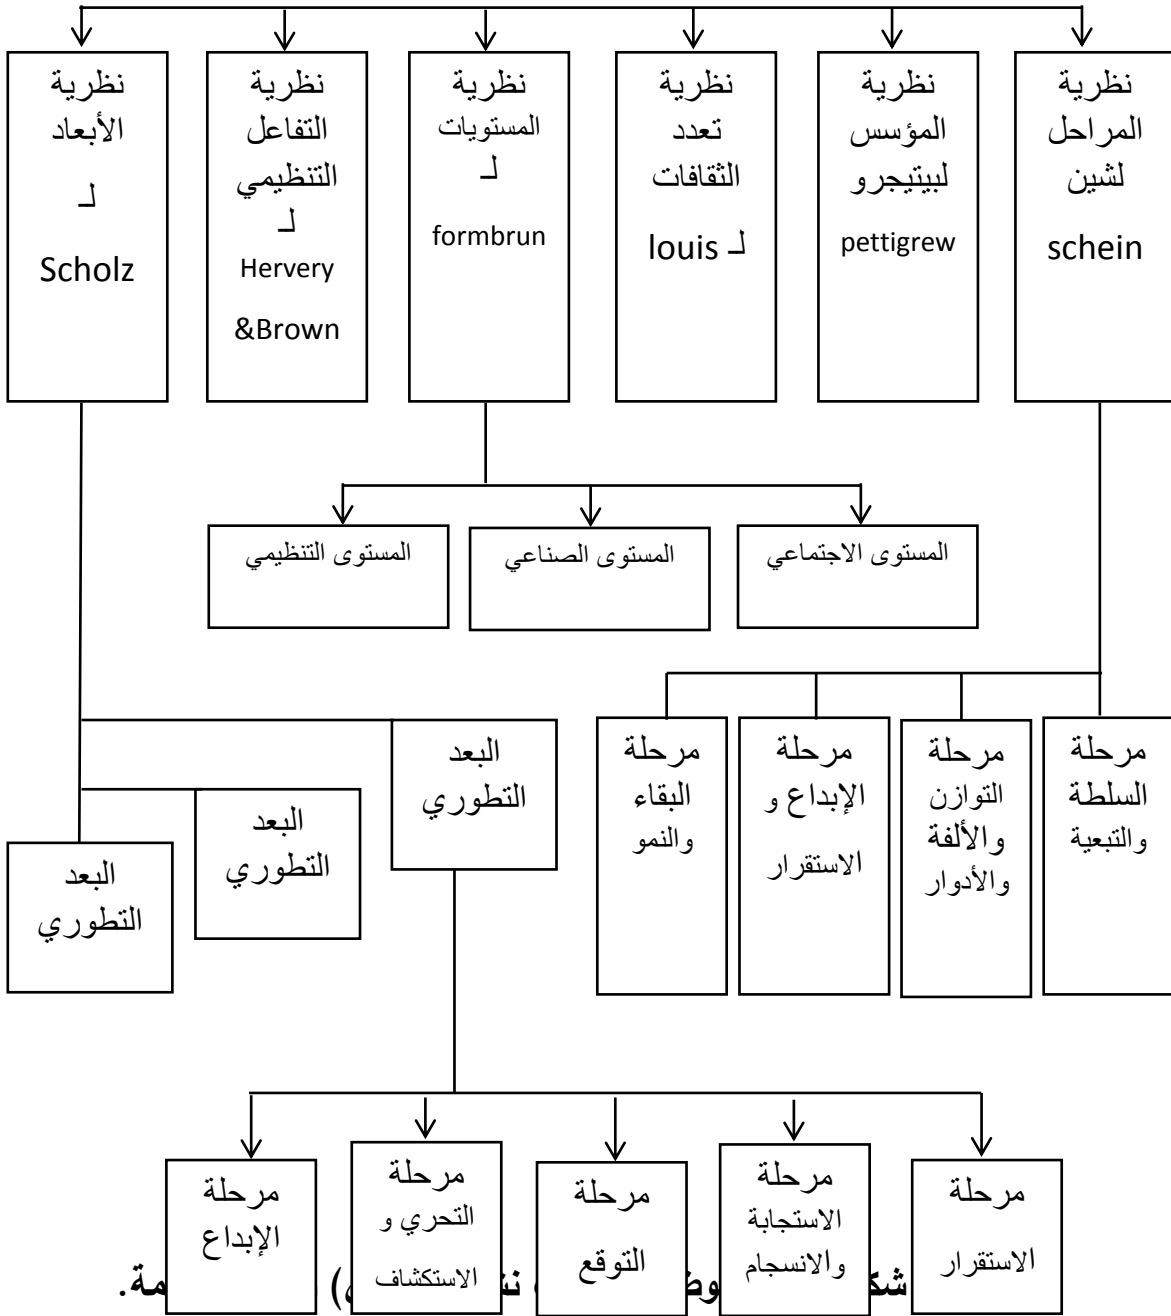 نظرية
المراحل
لشين
schein
نظرية
المؤسس
لبيتيجرو
pettigrew
نظرية
تعدد
الثقافات
لـ louis
نظرية
المستويات
لـ
formbrun
نظرية
التفاعل
التنظيمي
لـ
Hervery
&Brown
نظرية
الأبعاد
لـ
Scholz
المستوى الاجتماعي
المستوى الصناعي
المستوى التنظيمي
مرحلة
السلطة
والتبعية
مرحلة
التوازن
والألفة
والأدوار
مرحلة
الإبداع و
الاستقرار
مرحلة
البقاء
والنمو
البعد
التطوري
البعد
التطوري
البعد
التطوري
مرحلة
الاستقرار
مرحلة
الاستجابة
والانسجام
مرحلة
التوقع
مرحلة
التحري و
الاستكشاف
مرحلة
الإبداع